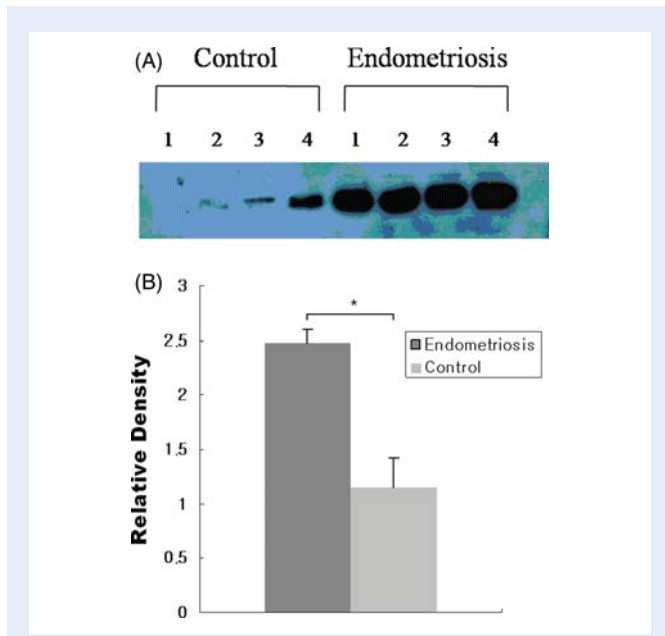 (A) Control Endometriosis
1 2 3 4 1 2 3 4
(B)
3
*
2.5
Endometriosis
Control
2
Relative Density
1.5
1
0.5
0